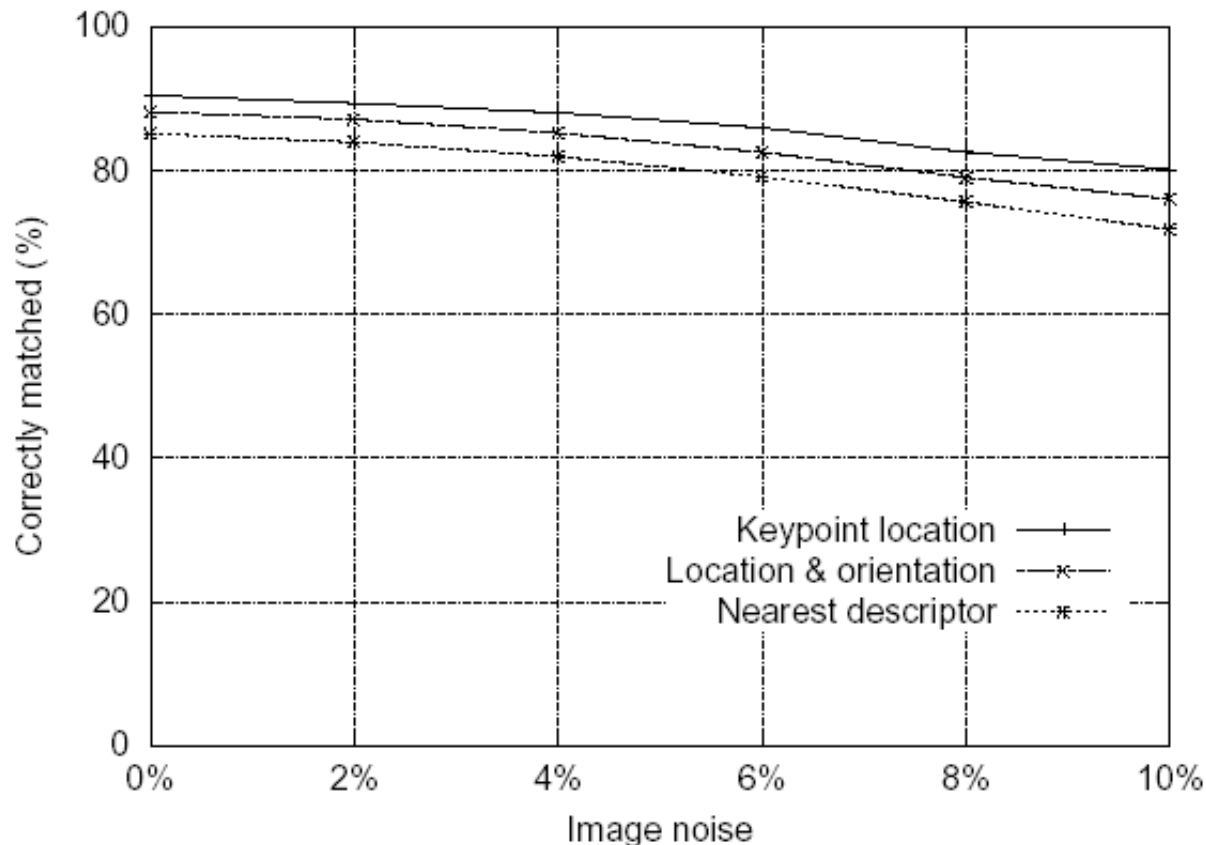 100
80
60
40
20
0
Correctly matched (%)
Keypoint location
Location & orientation
Nearest descriptor
0% 2% 4% 6% 8% 10%
Image noise